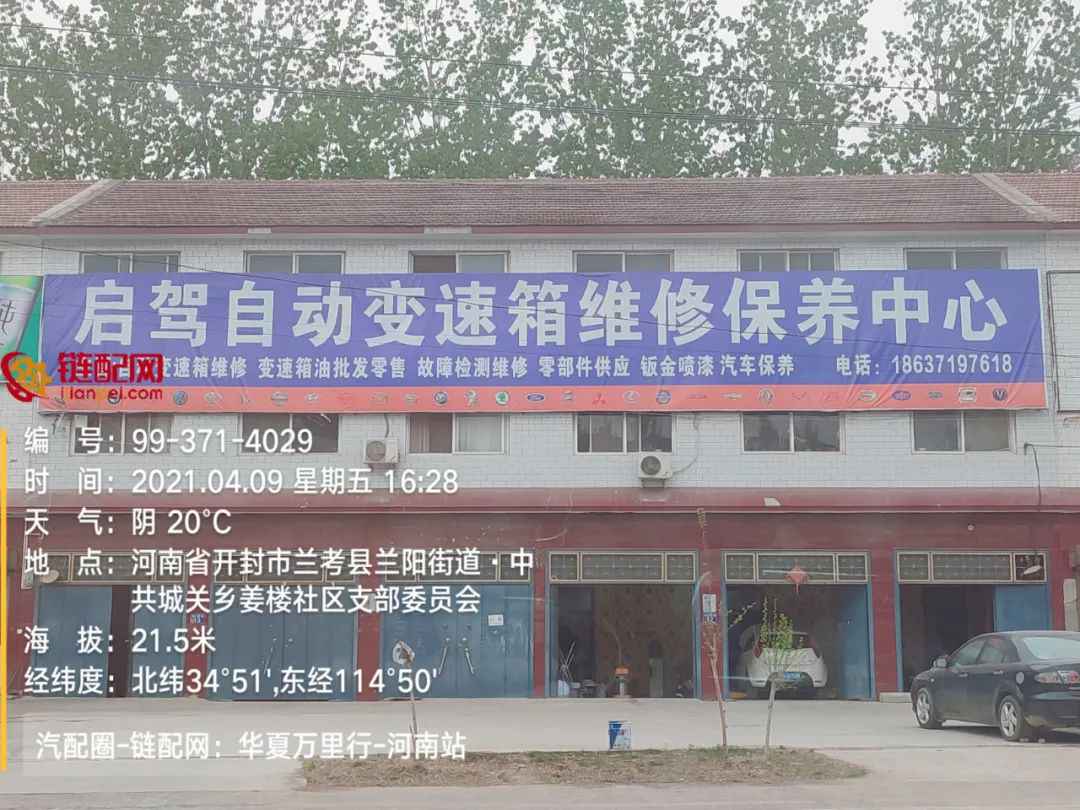 启驾自动变速箱维修保养中心
变速箱维修 变速箱油批发零售 故障检测维修 零部件供应 钣金喷漆 汽车保养 电话：18637197618
链配网
lianpei.com
编 号：99-371-4029
时 间：2021.04.09 星期五 16:28
天 气：阴 20℃
地 点：河南省开封市兰考县兰阳街道·中
共城关乡姜楼社区支部委员会
海 拔：21.5米
经纬度：北纬34°51',东经114°50'
汽配圈-链配网：华夏万里行-河南站